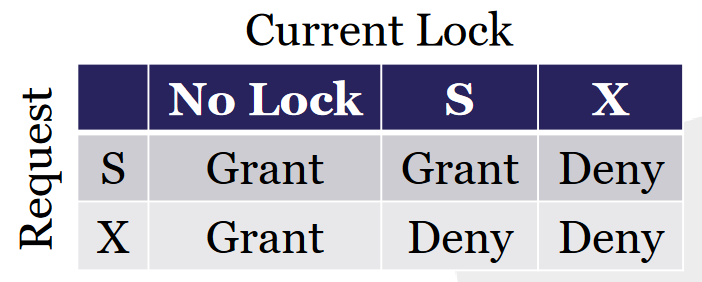 Current Lock
Request
No Lock S X
S Grant Grant Deny
X Grant Deny Deny